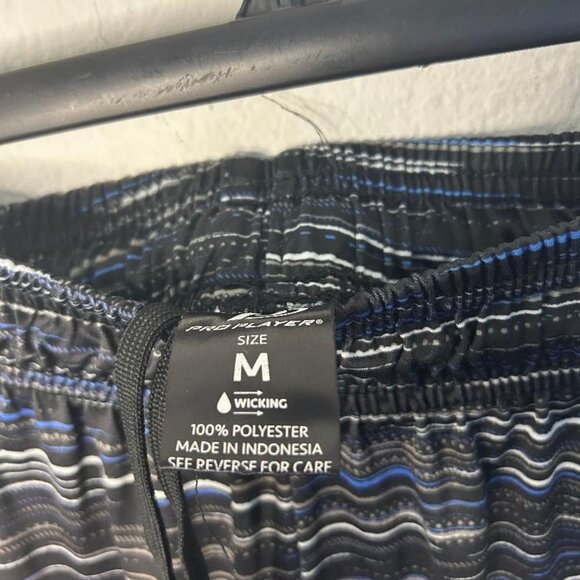 PRO PLAYER®
SIZE
M
WICKING
100% POLYESTER
MADE IN INDONESIA
SEE REVERSE FOR CARE